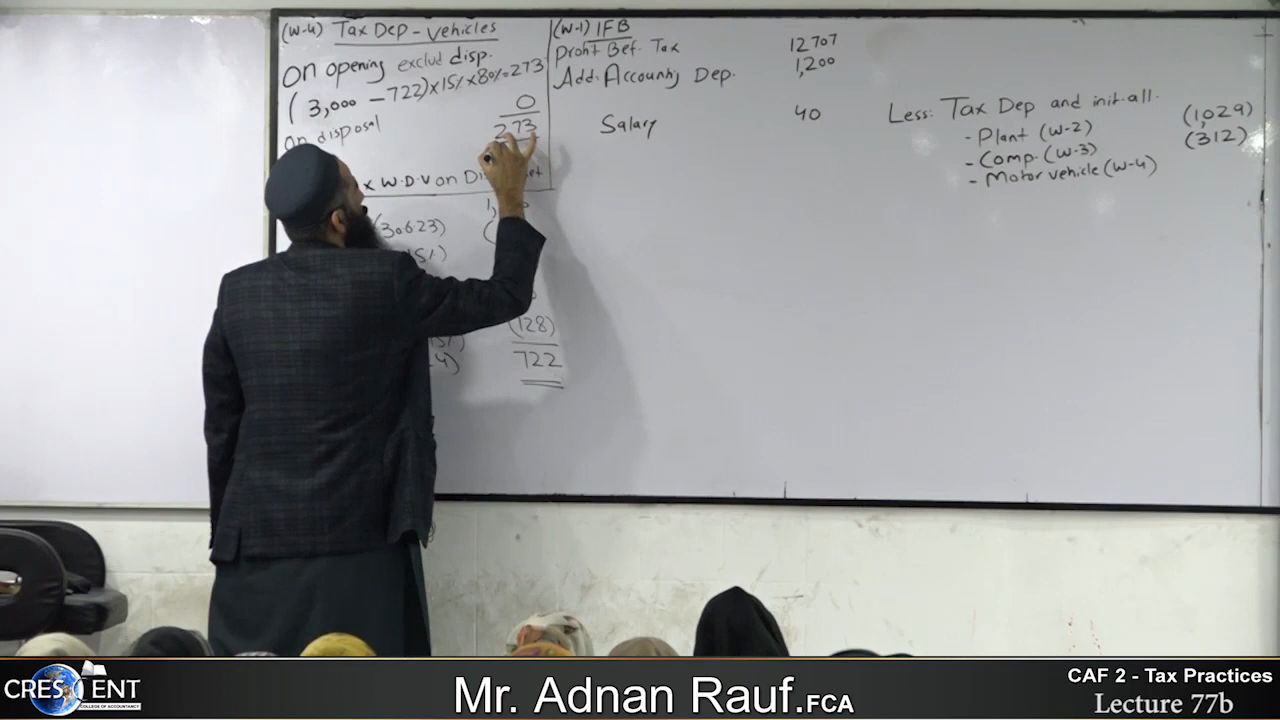 (W-4) Tax Dep - Vehicles
On opening exclud disp.
(3,000 - 722) x 15% x 80% = 273
On disposal 0
273
x W.D.V on
(30623)
(128)
722
(W-1) IFB
Profit Bef. Tax 12707
Add: Accounting Dep. 1,200
Salary 40
Less: Tax Dep and init. all.
- Plant (W-2) (1,029)
- Comp. (W-3) (312)
- Motor vehicle (W-4)
CRESCENT
COLLEGE OF ACCOUNTANCY
Mr. Adnan Rauf.FCA
CAF 2 - Tax Practices
Lecture 77b